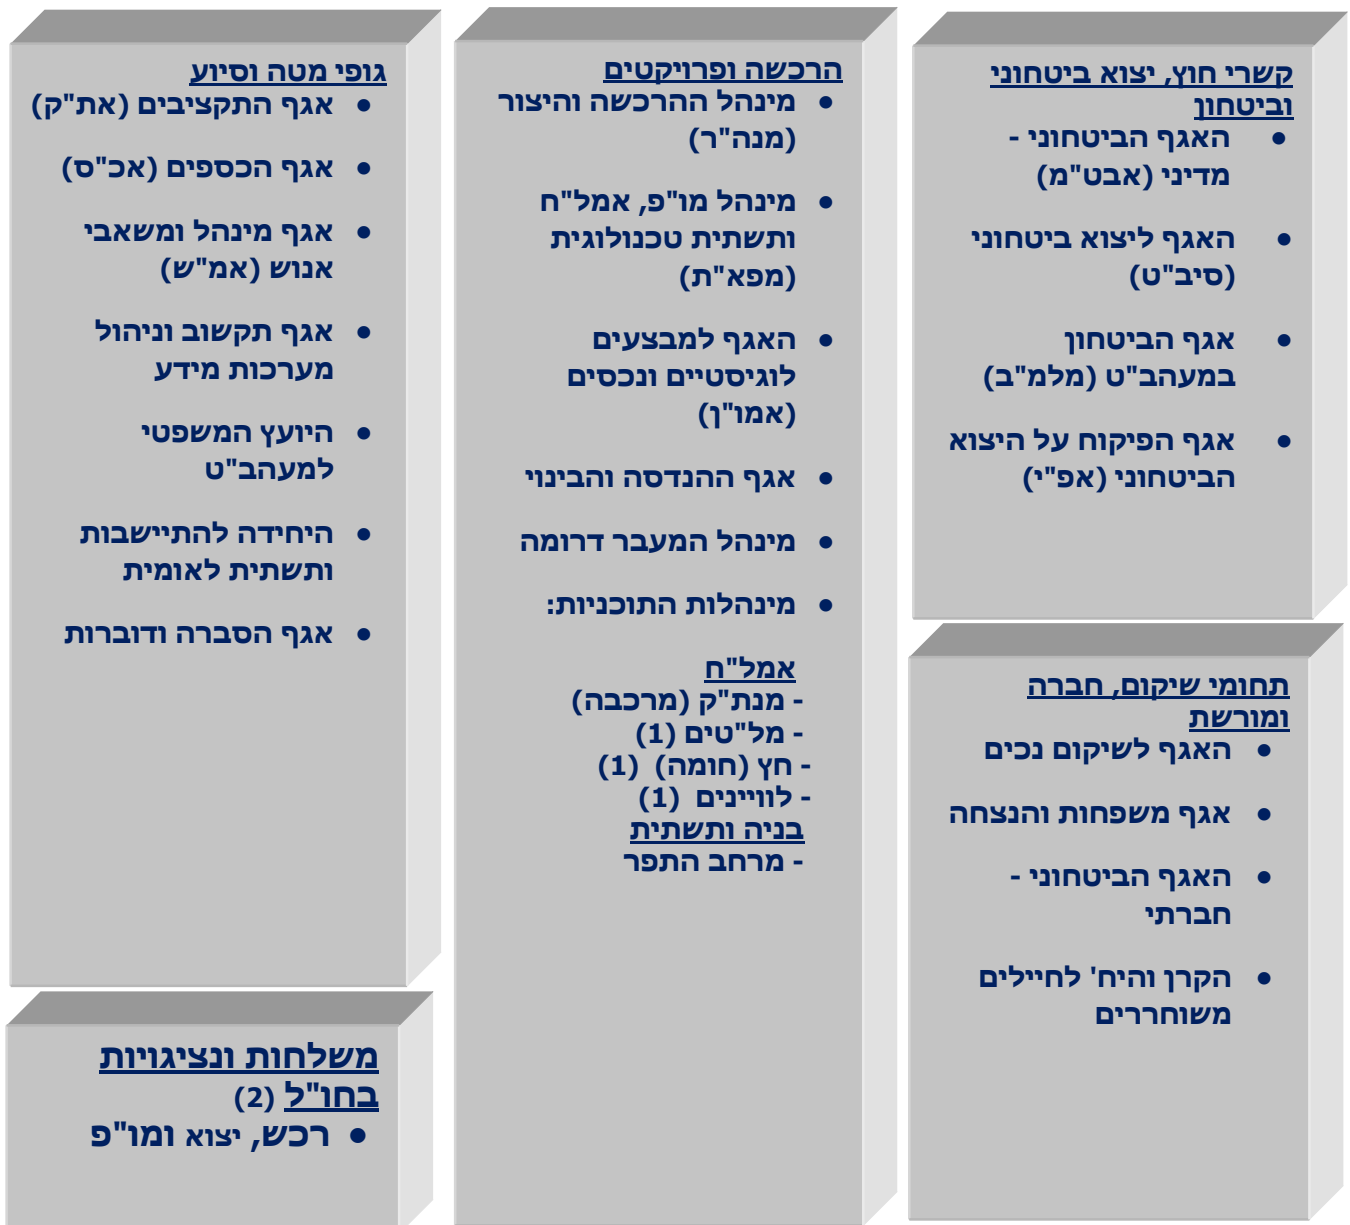 קשרי חוץ, יצוא ביטחוני
וביטחון
● האגף הביטחוני -
מדיני (אבט"מ)
● האגף ליצוא ביטחוני
(סיב"ט)
● אגף הביטחון
במעהב"ט (מלמ"ב)
● אגף הפיקוח על היצוא
הביטחוני (אפ"י)
תחומי שיקום, חברה
ומורשת
● האגף לשיקום נכים
● אגף משפחות והנצחה
● האגף הביטחוני -
חברתי
● הקרן והיח' לחיילים
משוחררים
הרכשה ופרויקטים
● מינהל ההרכשה והיצור
(מנה"ר)
● מינהל מו"פ, אמל"ח
ותשתית טכנולוגית
(מפא"ת)
● האגף למבצעים
לוגיסטיים ונכסים
(אמו"ן)
● אגף ההנדסה והבינוי
● מינהל המעבר דרומה
● מינהלות התוכניות:
אמל"ח
- מנת"ק (מרכבה)
- מל"טים (1)
- חץ (חומה) (1)
- לוויינים (1)
בניה ותשתית
- מרחב התפר
גופי מטה וסיוע
● אגף התקציבים (את"ק)
● אגף הכספים (אכ"ס)
● אגף מינהל ומשאבי
אנוש (אמ"ש)
● אגף תקשוב וניהול
מערכות מידע
● היועץ המשפטי
למעהב"ט
● היחידה להתיישבות
ותשתית לאומית
● אגף הסברה ודוברות
משלחות ונציגויות
בחו"ל (2)
● רכש, יצוא ומו"פ